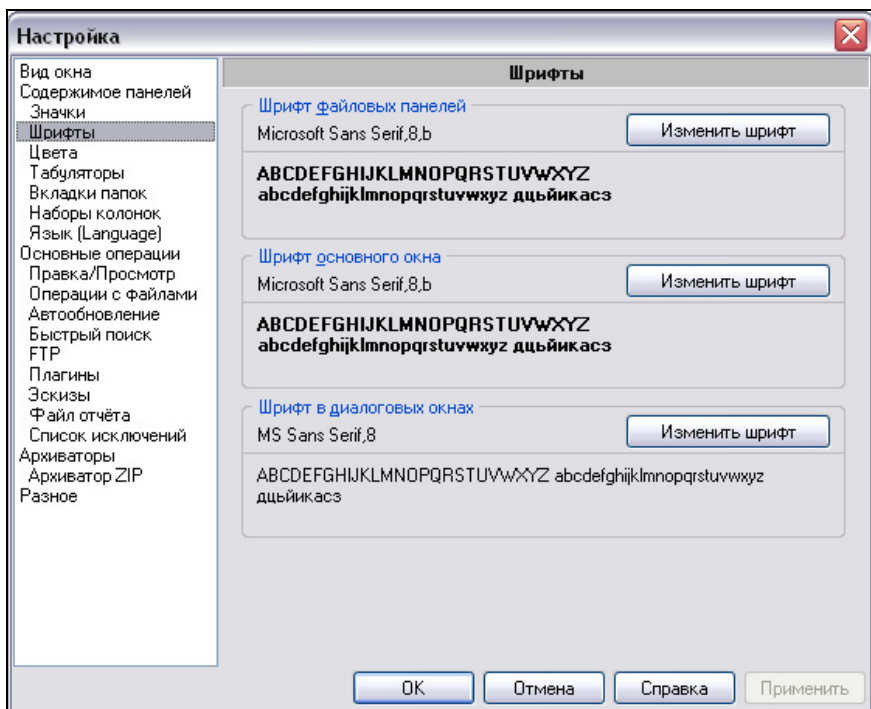 Настройка
Вид окна
Содержимое панелей
Значки
Шрифты
Цвета
Табуляторы
Вкладки папок
Наборы колонок
Язык (Language)
Основные операции
Правка/Просмотр
Операции с файлами
Автообновление
Быстрый поиск
FTP
Плагины
Эскизы
Файл отчёта
Список исключений
Архиваторы
Архиватор ZIP
Разное
Шрифты
Шрифт файловых панелей
Microsoft Sans Serif,8,b
Изменить шрифт
ABCDEFGHIJKLMNOPQRSTUVWXYZ
abcdefghijklmnopqrstuvwxyz дцьйикасз
Шрифт основного окна
Microsoft Sans Serif,8,b
Изменить шрифт
ABCDEFGHIJKLMNOPQRSTUVWXYZ
abcdefghijklmnopqrstuvwxyz дцьйикасз
Шрифт в диалоговых окнах
MS Sans Serif,8
Изменить шрифт
ABCDEFGHIJKLMNOPQRSTUVWXYZ abcdefghijklmnopqrstuvwxyz
дцьйикасз
OK
Отмена
Справка
Применить